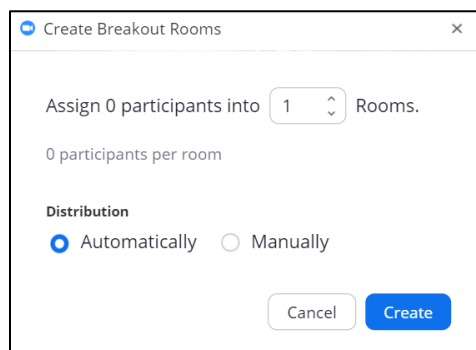 Create Breakout Rooms
Assign 0 participants into 1 Rooms.
0 participants per room
Distribution
Automatically Manually
Cancel Create